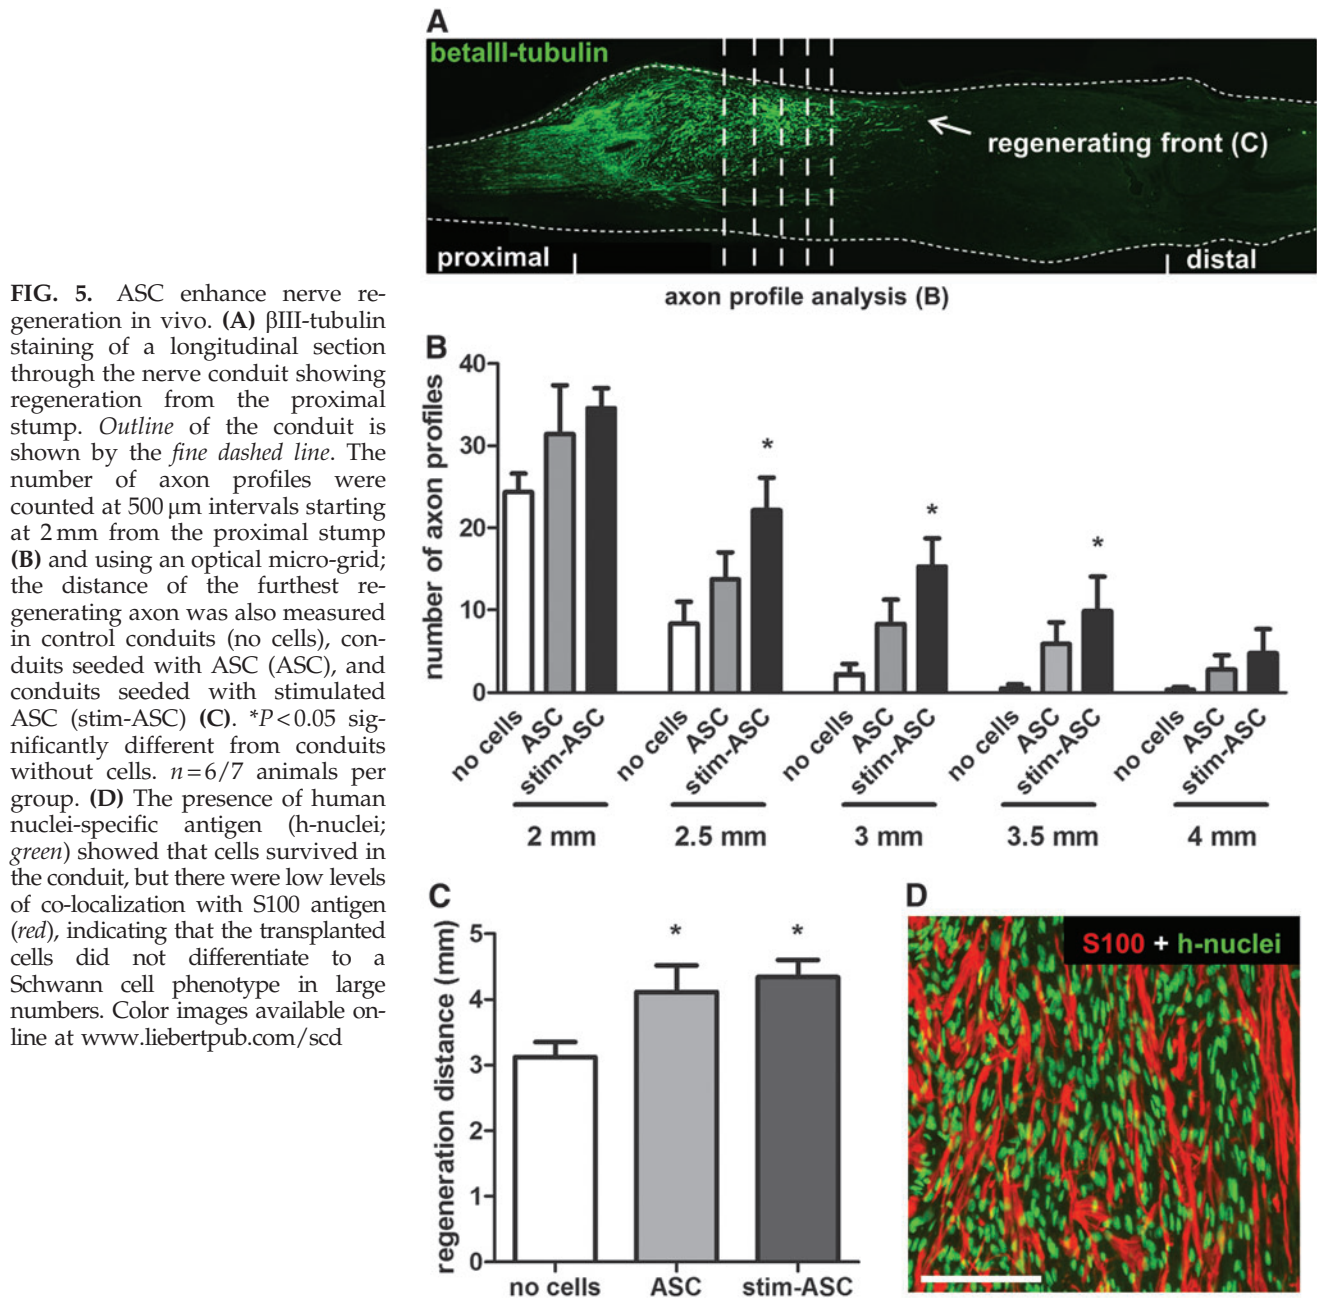 FIG. 5. ASC enhance nerve re-
generation in vivo. (A) βIII-tubulin
staining of a longitudinal section
through the nerve conduit showing
regeneration from the proximal
stump. Outline of the conduit is
shown by the fine dashed line. The
number of axon profiles were
counted at 500 μm intervals starting
at 2 mm from the proximal stump
(B) and using an optical micro-grid;
the distance of the furthest re-
generating axon was also measured
in control conduits (no cells), con-
duits seeded with ASC (ASC), and
conduits seeded with stimulated
ASC (stim-ASC) (C). *P < 0.05 sig-
nificantly different from conduits
without cells. n = 6/7 animals per
group. (D) The presence of human
nuclei-specific antigen (h-nuclei;
green) showed that cells survived in
the conduit, but there were low levels
of co-localization with S100 antigen
(red), indicating that the transplanted
cells did not differentiate to a
Schwann cell phenotype in large
numbers. Color images available on-
line at www.liebertpub.com/scd
A
betaIII-tubulin
regenerating front (C)
proximal
distal
axon profile analysis (B)
B
number of axon profiles
40
30
20
10
0
*
*
*
no cells ASC stim-ASC no cells ASC stim-ASC no cells ASC stim-ASC no cells ASC stim-ASC no cells ASC stim-ASC
2 mm 2.5 mm 3 mm 3.5 mm 4 mm
C
regeneration distance (mm)
5
4
3
2
1
0
* *
no cells ASC stim-ASC
D
S100 + h-nuclei